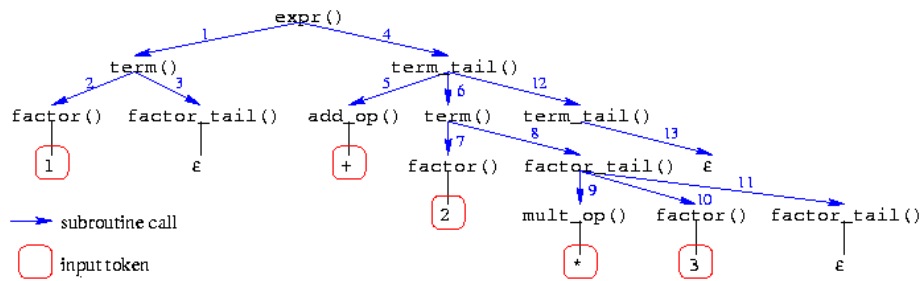 expr()
1 4
term() term_tail()
2 3 5 6 12
factor() factor_tail() add_op() term() term_tail()
7 8 13
1 ε + factor() factor_tail() ε
9 10 11
2 mult_op() factor() factor_tail()
subroutine call
* 3 ε
input token